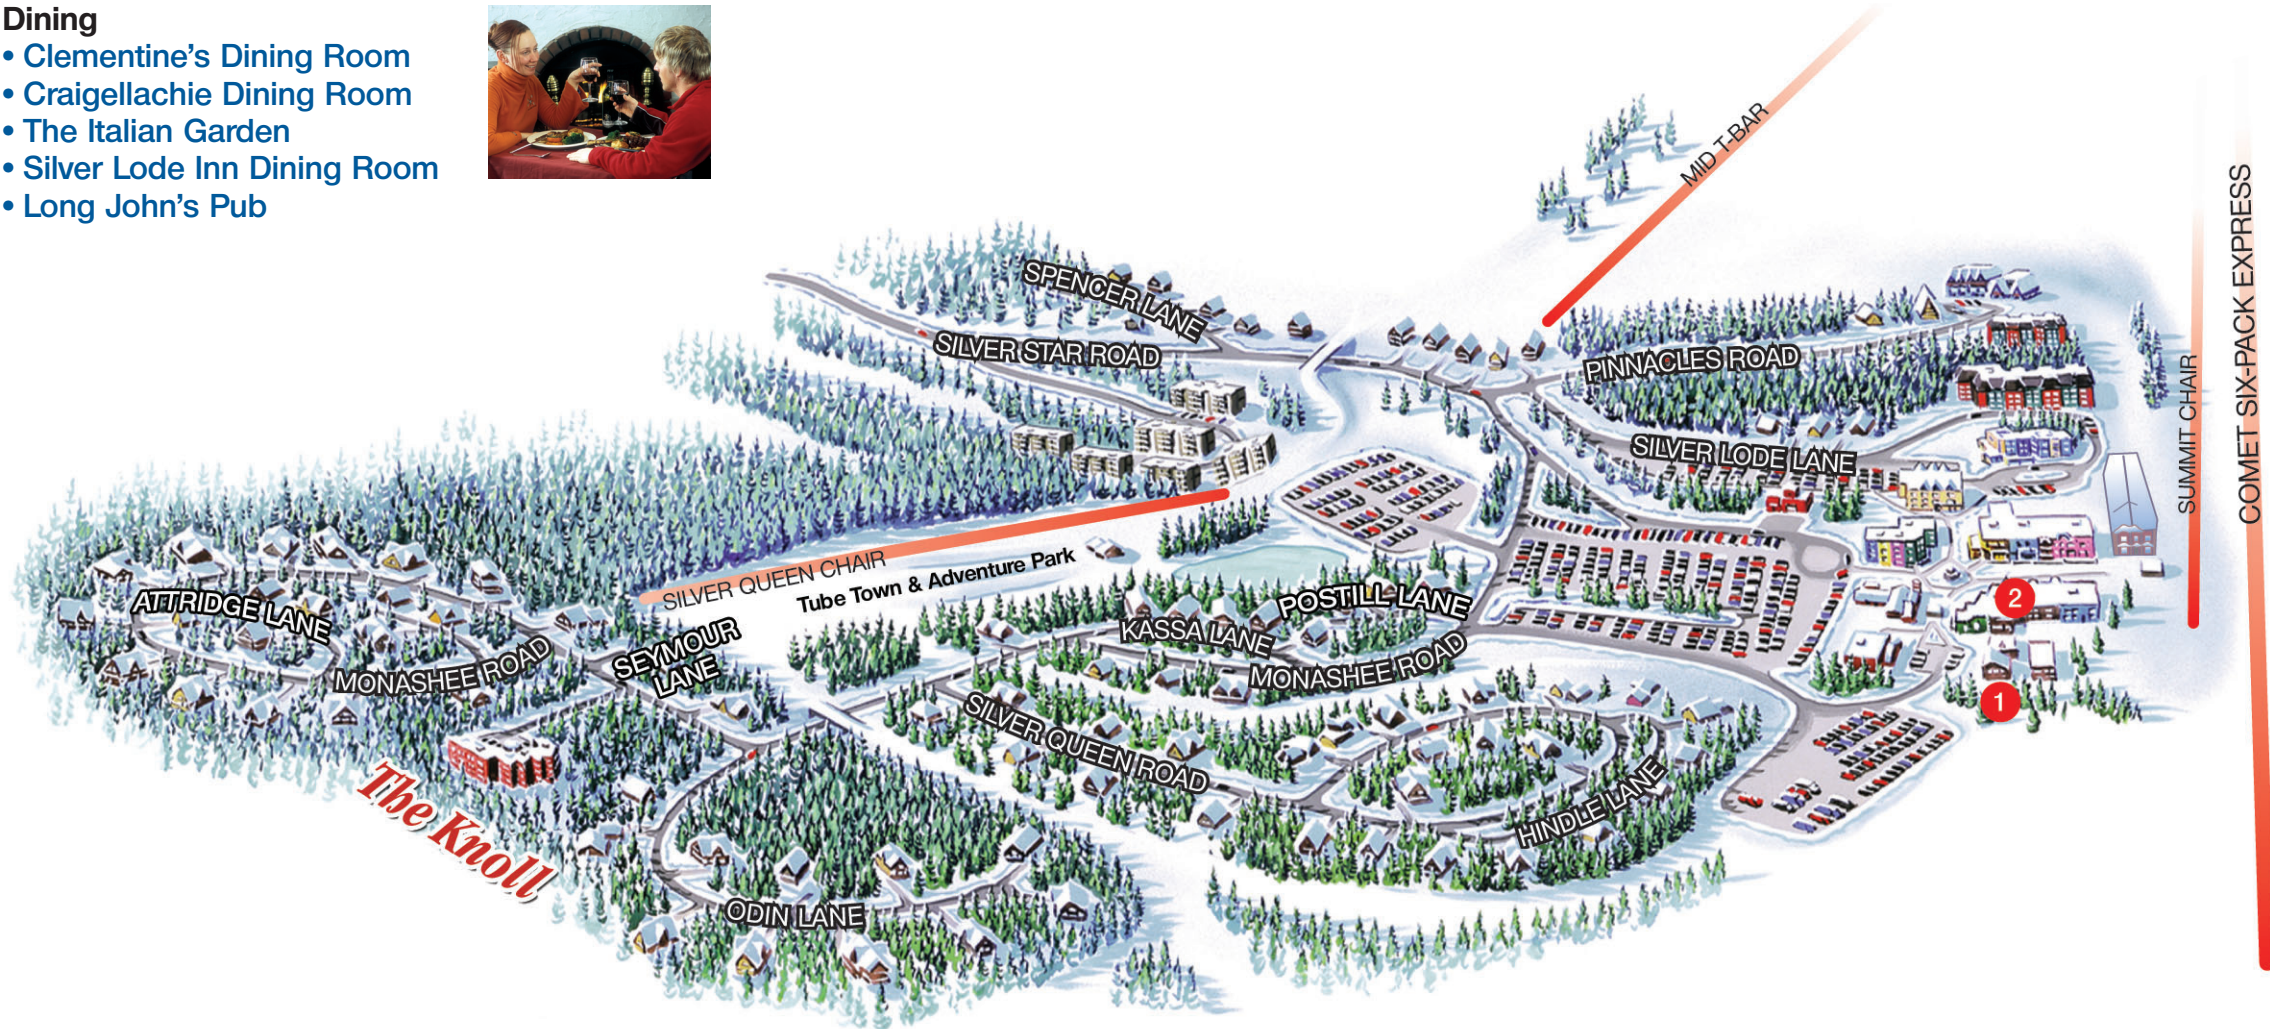 Dining
• Clementine's Dining Room
• Craigellachie Dining Room
• The Italian Garden
• Silver Lode Inn Dining Room
• Long John's Pub
MID T-BAR
COMET SIX-PACK EXPRESS
SUMMIT CHAIR
SPENCER LANE
SILVER STAR ROAD
PINNACLES ROAD
SILVER LODE LANE
SILVER QUEEN CHAIR
Tube Town & Adventure Park
POSTILL LANE
KASSA LANE
MONASHEE ROAD
ATTRIDGE LANE
MONASHEE ROAD
SEYMOUR
LANE
SILVER QUEEN ROAD
HINDLE LANE
The Knoll
ODIN LANE
2
1